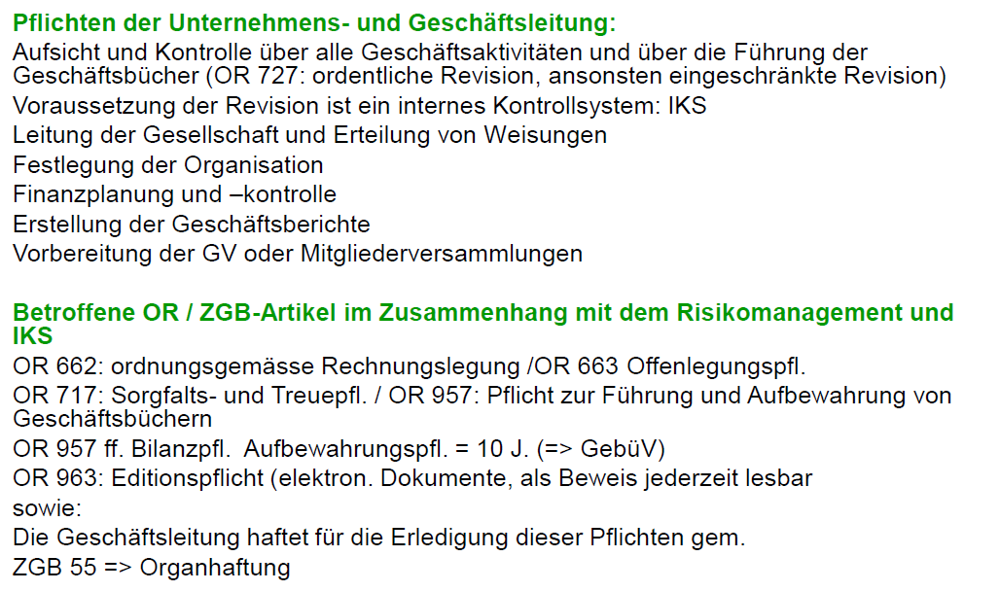 Pflichten der Unternehmens- und Geschäftsleitung:
Aufsicht und Kontrolle über alle Geschäftsaktivitäten und über die Führung der
Geschäftsbücher (OR 727: ordentliche Revision, ansonsten eingeschränkte Revision)
Voraussetzung der Revision ist ein internes Kontrollsystem: IKS
Leitung der Gesellschaft und Erteilung von Weisungen
Festlegung der Organisation
Finanzplanung und –kontrolle
Erstellung der Geschäftsberichte
Vorbereitung der GV oder Mitgliederversammlungen
Betroffene OR / ZGB-Artikel im Zusammenhang mit dem Risikomanagement und
IKS
OR 662: ordnungsgemässe Rechnungslegung /OR 663 Offenlegungspfl.
OR 717: Sorgfalts- und Treuepfl. / OR 957: Pflicht zur Führung und Aufbewahrung von
Geschäftsbüchern
OR 957 ff. Bilanzpfl.  Aufbewahrungspfl. = 10 J. (=> GebüV)
OR 963: Editionspflicht (elektron. Dokumente, als Beweis jederzeit lesbar
sowie:
Die Geschäftsleitung haftet für die Erledigung dieser Pflichten gem.
ZGB 55 => Organhaftung